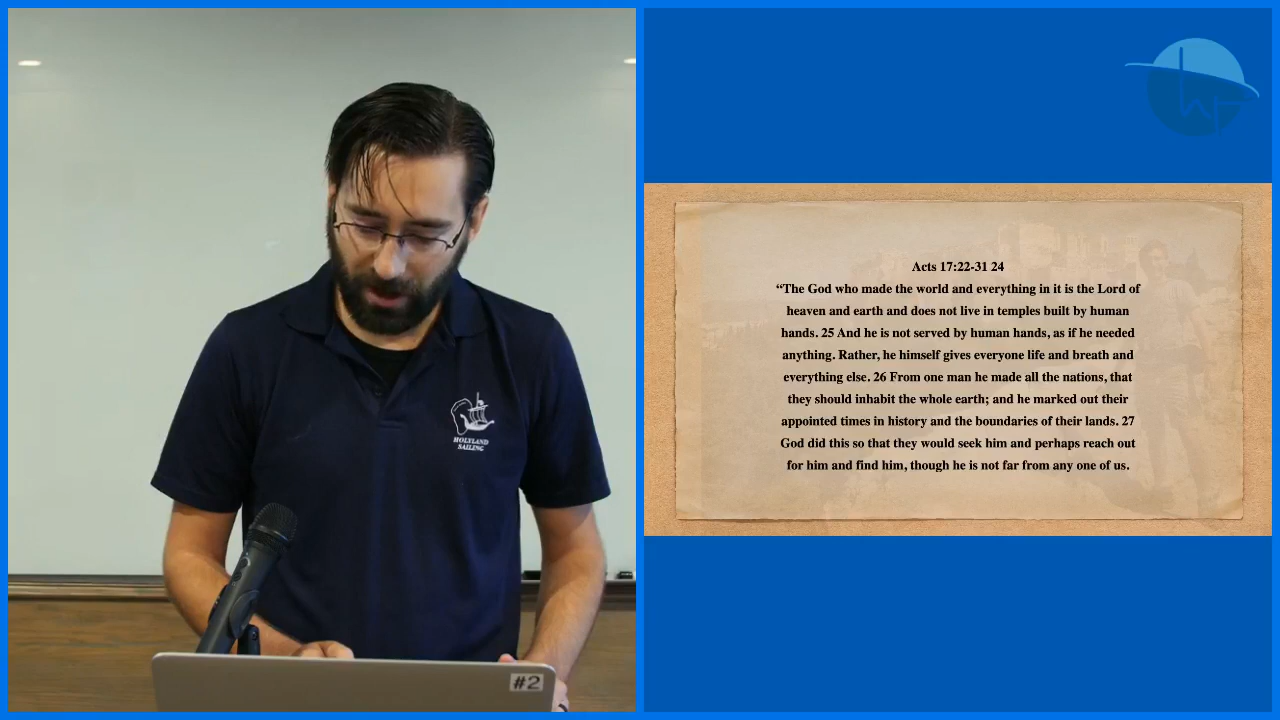 HOLYLAND
SAILING
#2
Acts 17:22-31 24
“The God who made the world and everything in it is the Lord of
heaven and earth and does not live in temples built by human
hands. 25 And he is not served by human hands, as if he needed
anything. Rather, he himself gives everyone life and breath and
everything else. 26 From one man he made all the nations, that
they should inhabit the whole earth; and he marked out their
appointed times in history and the boundaries of their lands. 27
God did this so that they would seek him and perhaps reach out
for him and find him, though he is not far from any one of us.